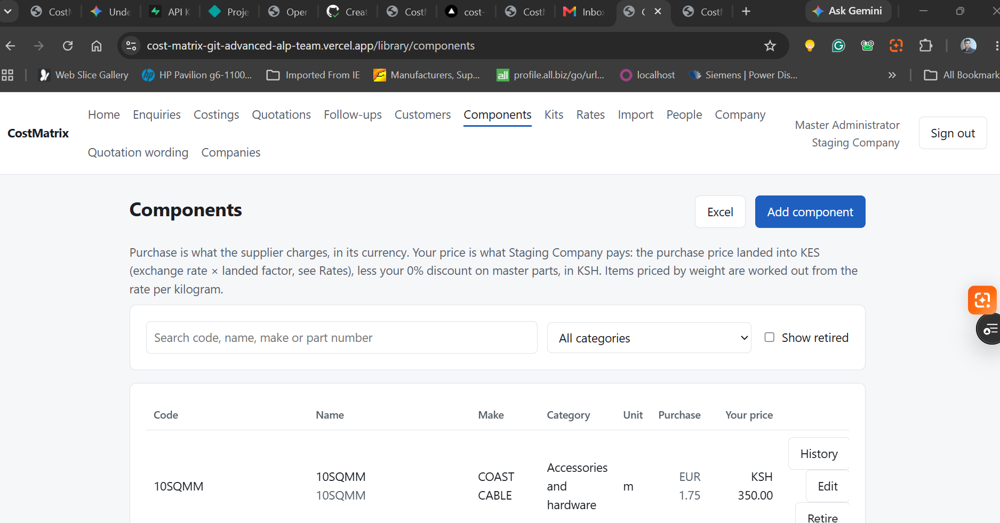 CostM
Unde
API K
Proje
Oper
Creat
CostM
cost-
CostM
Inbox
CostM
Ask Gemini
cost-matrix-git-advanced-alp-team.vercel.app/library/components
Web Slice Gallery
HP Pavilion g6-1100...
Imported From IE
Manufacturers, Sup...
profile.all.biz/go/url...
localhost
Siemens | Power Dis...
All Bookmark
CostMatrix
Home Enquiries Costings Quotations Follow-ups Customers Components Kits Rates Import People Company
Quotation wording Companies
Master Administrator
Staging Company
Sign out
Components
Excel
Add component
Purchase is what the supplier charges, in its currency. Your price is what Staging Company pays: the purchase price landed into KES
(exchange rate × landed factor, see Rates), less your 0% discount on master parts, in KSH. Items priced by weight are worked out from the
rate per kilogram.
Search code, name, make or part number
All categories
Show retired
Code Name Make Category Unit Purchase Your price
10SQMM
10SQMM
10SQMM
COAST
CABLE
Accessories
and
hardware
m
EUR
1.75
KSH
350.00
History
Edit
Retire